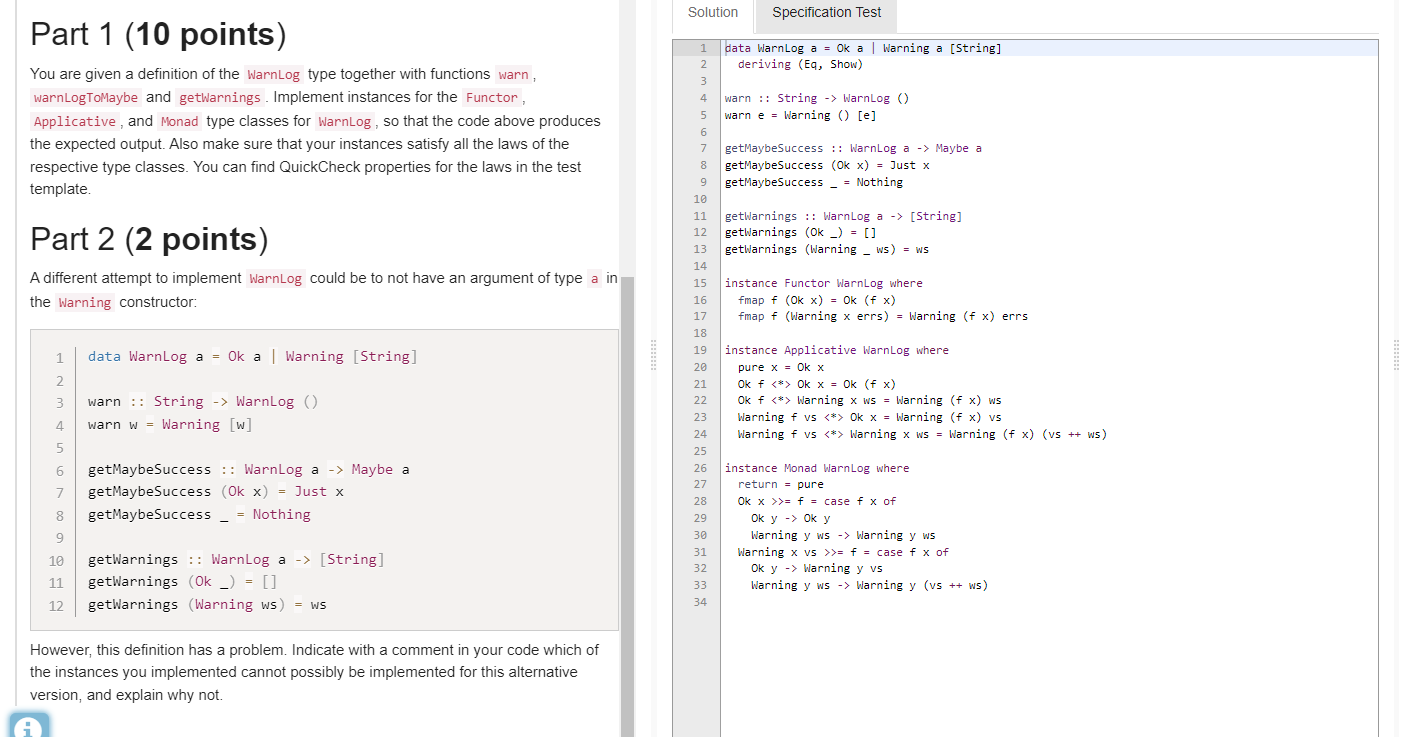 Part 1 (10 points)
You are given a definition of the WarnLog type together with functions warn ,
warnLogToMaybe and getWarnings . Implement instances for the Functor ,
Applicative , and Monad type classes for WarnLog , so that the code above produces
the expected output. Also make sure that your instances satisfy all the laws of the
respective type classes. You can find QuickCheck properties for the laws in the test
template.
Part 2 (2 points)
A different attempt to implement WarnLog could be to not have an argument of type a in
the Warning constructor:
1 data WarnLog a = Ok a | Warning [String]
2
3 warn :: String -> WarnLog ()
4 warn w = Warning [w]
5
6 getMaybeSuccess :: WarnLog a -> Maybe a
7 getMaybeSuccess (Ok x) = Just x
8 getMaybeSuccess _ = Nothing
9
10 getWarnings :: WarnLog a -> [String]
11 getWarnings (Ok _) = []
12 getWarnings (Warning ws) = ws
However, this definition has a problem. Indicate with a comment in your code which of
the instances you implemented cannot possibly be implemented for this alternative
version, and explain why not.
i
Solution Specification Test
1 data WarnLog a = Ok a | Warning a [String]
2 deriving (Eq, Show)
3
4 warn :: String -> WarnLog ()
5 warn e = Warning () [e]
6
7 getMaybeSuccess :: WarnLog a -> Maybe a
8 getMaybeSuccess (Ok x) = Just x
9 getMaybeSuccess _ = Nothing
10
11 getWarnings :: WarnLog a -> [String]
12 getWarnings (Ok _) = []
13 getWarnings (Warning _ ws) = ws
14
15 instance Functor WarnLog where
16 fmap f (Ok x) = Ok (f x)
17 fmap f (Warning x errs) = Warning (f x) errs
18
19 instance Applicative WarnLog where
20 pure x = Ok x
21 Ok f <*> Ok x = Ok (f x)
22 Ok f <*> Warning x ws = Warning (f x) ws
23 Warning f vs <*> Ok x = Warning (f x) vs
24 Warning f vs <*> Warning x ws = Warning (f x) (vs ++ ws)
25
26 instance Monad WarnLog where
27 return = pure
28 Ok x >>= f = case f x of
29 Ok y -> Ok y
30 Warning y ws -> Warning y ws
31 Warning x vs >>= f = case f x of
32 Ok y -> Warning y vs
33 Warning y ws -> Warning y (vs ++ ws)
34